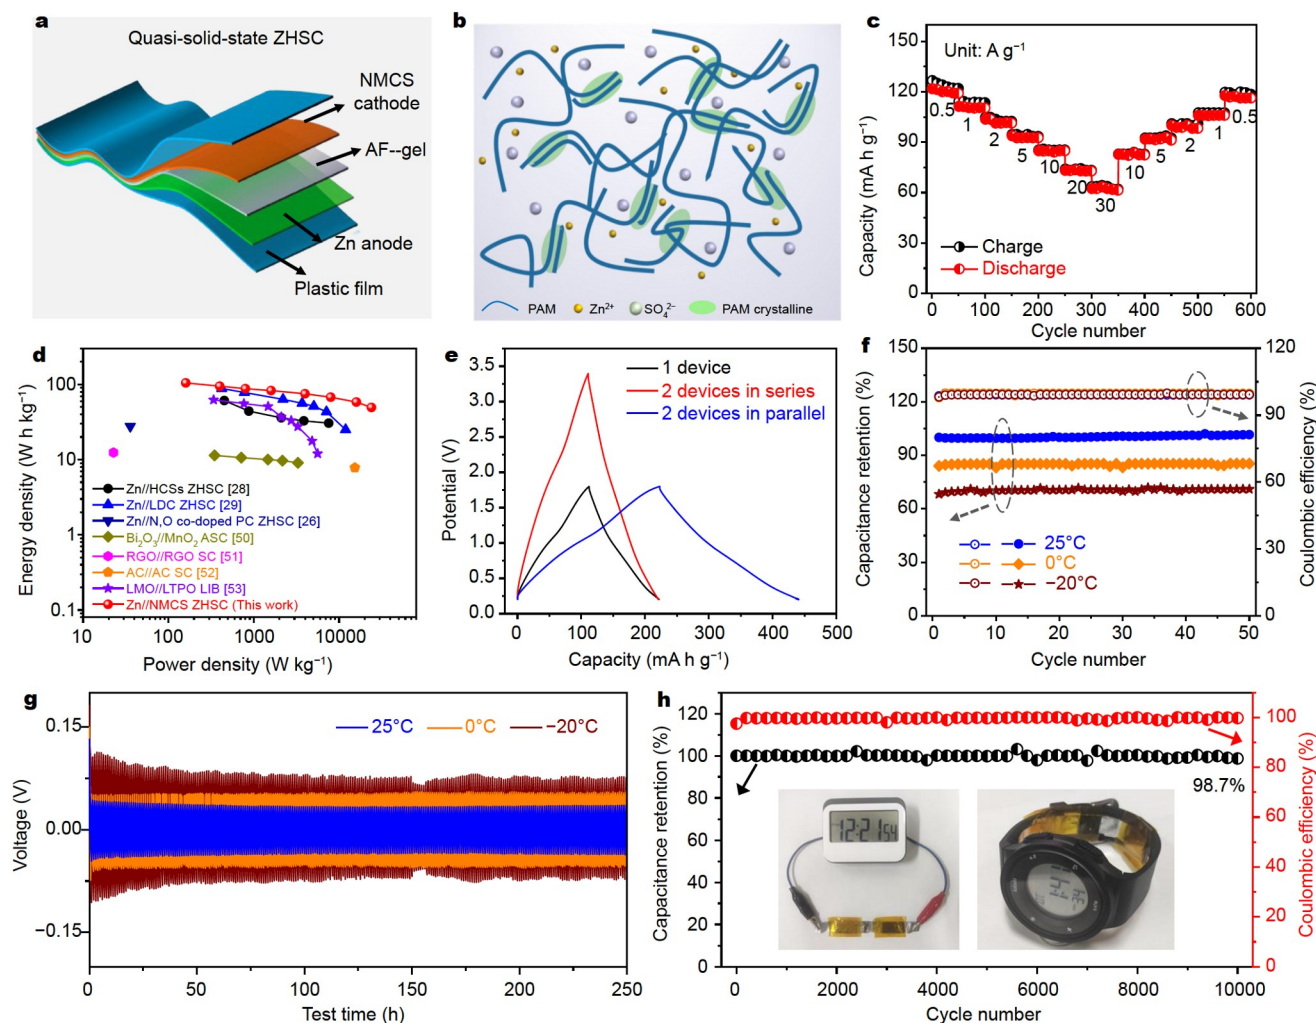 a
Quasi-solid-state ZHSC
NMCS
cathode
AF--gel
Zn anode
Plastic film
b
PAM
Zn²⁺
SO₄²⁻
PAM crystalline
c
Unit: A g⁻¹
Capacity (mA h g⁻¹)
150
120
90
60
30
0
0.5
1
2
5
10
20
30
10
5
2
1
0.5
Charge
Discharge
0 100 200 300 400 500 600
Cycle number
d
Energy density (W h kg⁻¹)
100
10
1
0.1
Zn//HCSs ZHSC [28]
Zn//LDC ZHSC [29]
Zn//N,O co-doped PC ZHSC [26]
Bi₂O₃//MnO₂ ASC [50]
RGO//RGO SC [51]
AC//AC SC [52]
LMO//LTPO LIB [53]
Zn//NMCS ZHSC (This work)
10 100 1000 10000
Power density (W kg⁻¹)
e
Potential (V)
3.5
3.0
2.5
2.0
1.5
1.0
0.5
0.0
1 device
2 devices in series
2 devices in parallel
0 100 200 300 400 500
Capacity (mA h g⁻¹)
f
Capacitance retention (%)
150
120
90
60
30
0
25°C
0°C
−20°C
120
90
60
30
0
Coulombic efficiency (%)
0 10 20 30 40 50
Cycle number
g
Voltage (V)
0.15
0.00
−0.15
25°C 0°C −20°C
0 50 100 150 200 250
Test time (h)
h
Capacitance retention (%)
120
100
80
60
40
20
0
98.7%
12:21 54
100
80
60
40
20
0
Coulombic efficiency (%)
0 2000 4000 6000 8000 10000
Cycle number